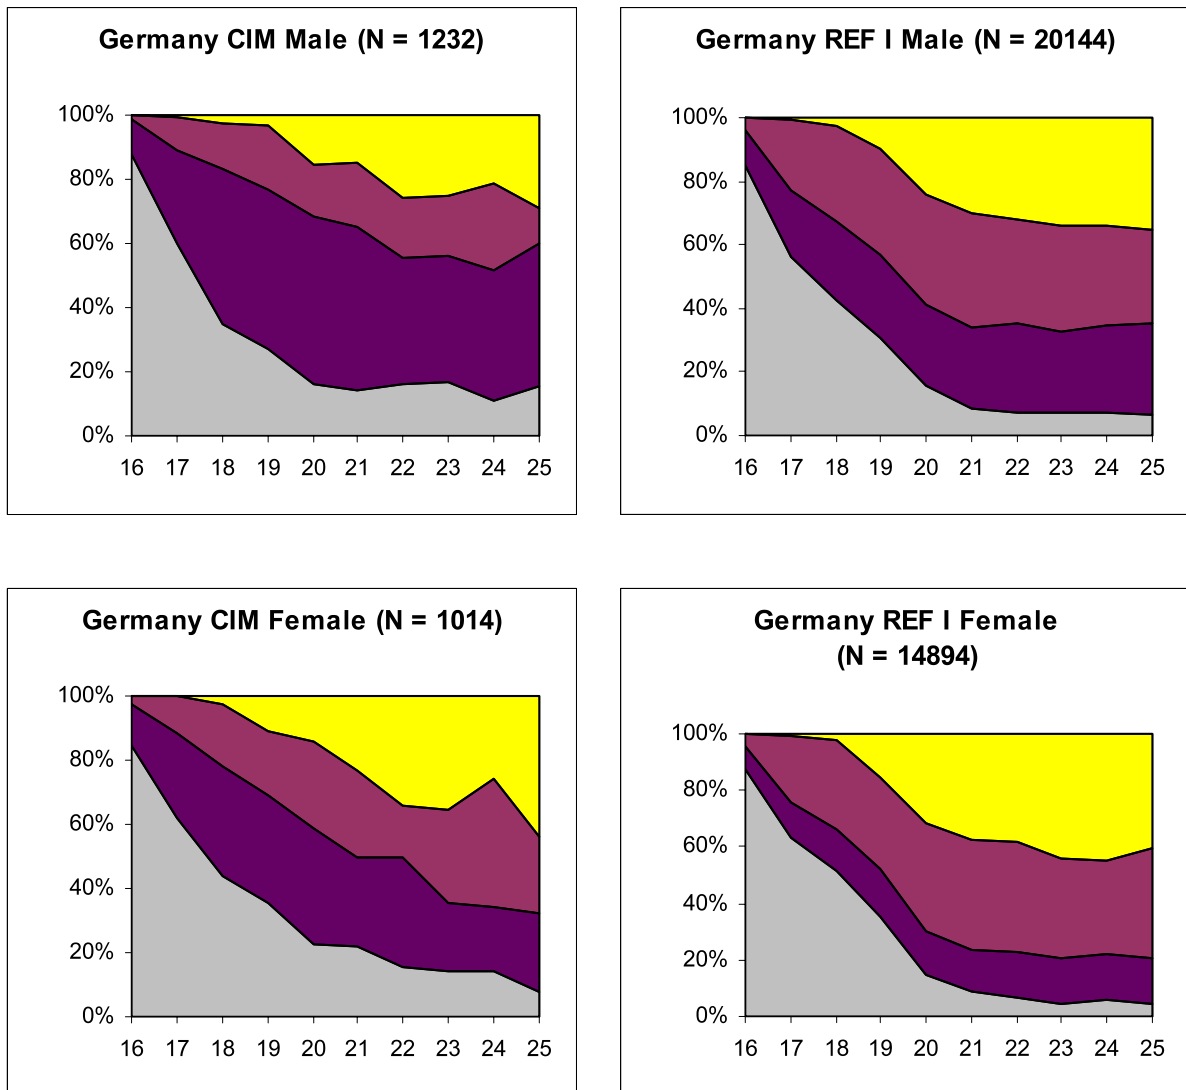 Germany CIM Male (N = 1232)
100%
80%
60%
40%
20%
0%
16 17 18 19 20 21 22 23 24 25
Germany REF I Male (N = 20144)
100%
80%
60%
40%
20%
0%
16 17 18 19 20 21 22 23 24 25
Germany CIM Female (N = 1014)
100%
80%
60%
40%
20%
0%
16 17 18 19 20 21 22 23 24 25
Germany REF I Female
(N = 14894)
100%
80%
60%
40%
20%
0%
16 17 18 19 20 21 22 23 24 25